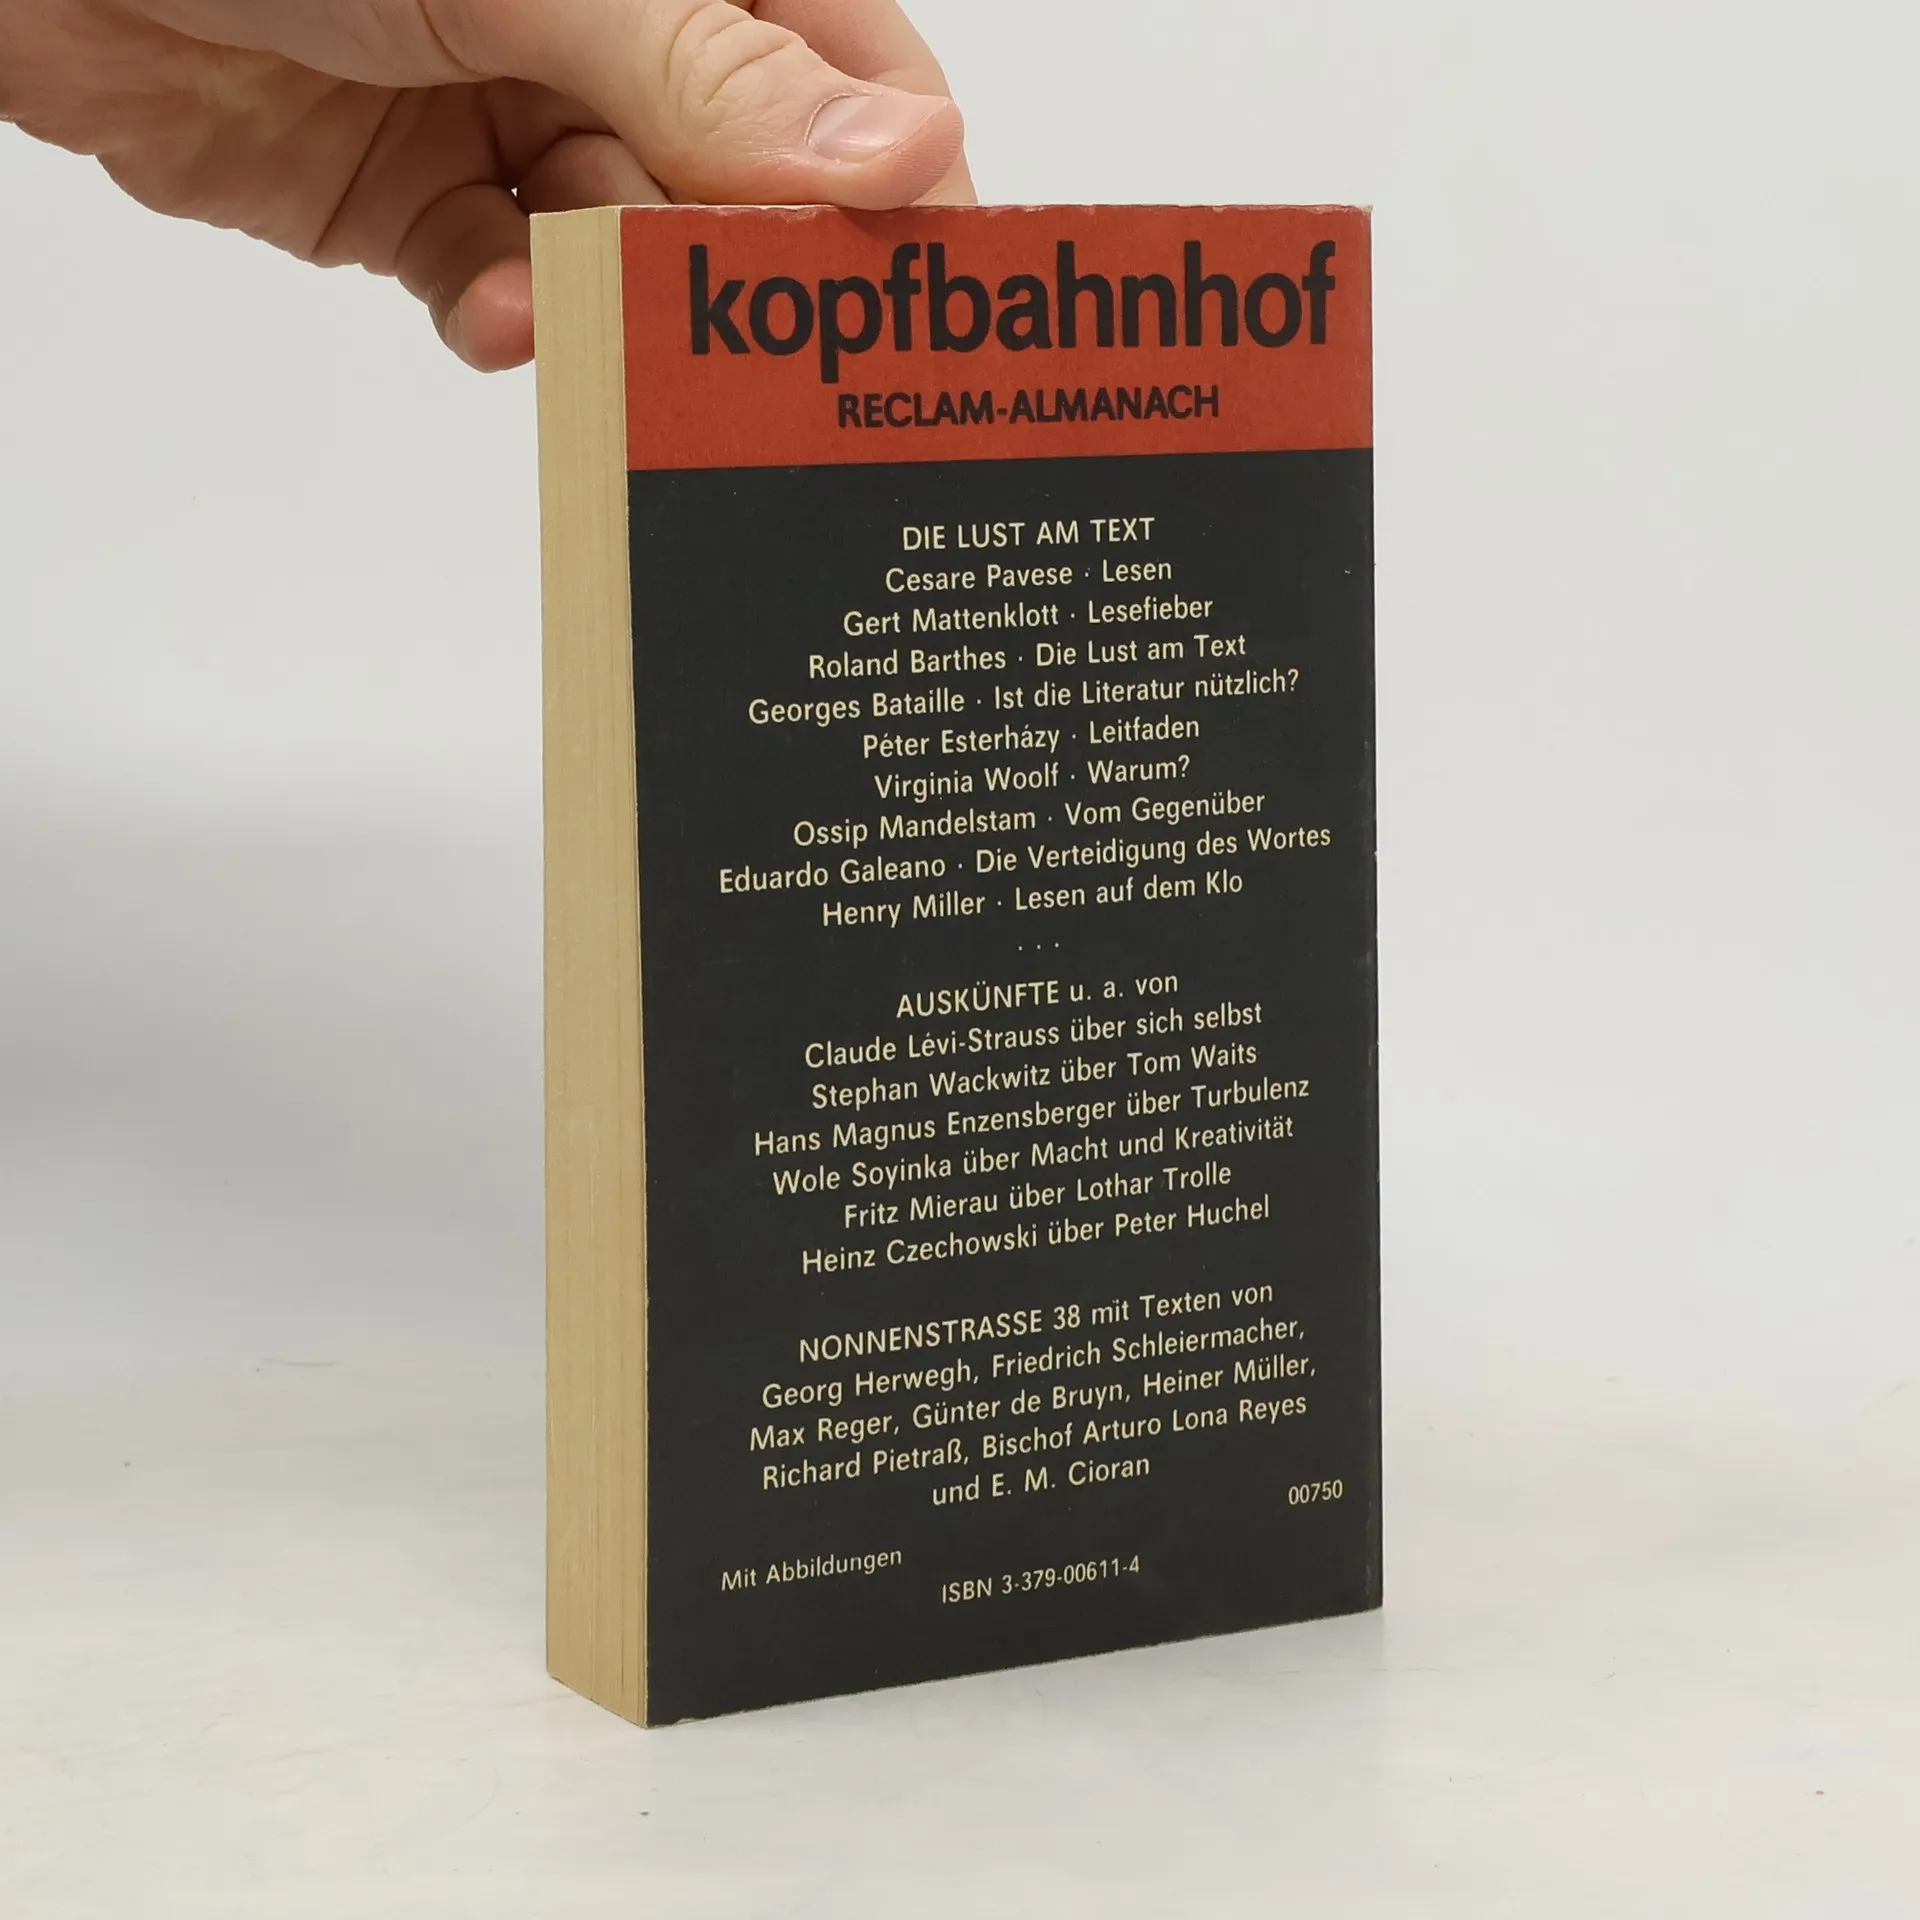 kopfbahnhof
RECLAM-ALMANACH
DIE LUST AM TEXT
Cesare Pavese · Lesen
Gert Mattenklott · Lesefieber
Roland Barthes · Die Lust am Text
Georges Bataille · Ist die Literatur nützlich?
Péter Esterházy · Leitfaden
Virginia Woolf · Warum?
Ossip Mandelstam · Vom Gegenüber
Eduardo Galeano · Die Verteidigung des Wortes
Henry Miller · Lesen auf dem Klo
. . .
AUSKÜNFTE u. a. von
Claude Lévi-Strauss über sich selbst
Stephan Wackwitz über Tom Waits
Hans Magnus Enzensberger über Turbulenz
Wole Soyinka über Macht und Kreativität
Fritz Mierau über Lothar Trolle
Heinz Czechowski über Peter Huchel
NONNENSTRASSE 38 mit Texten von
Georg Herwegh, Friedrich Schleiermacher,
Max Reger, Günter de Bruyn, Heiner Müller,
Richard Pietraß, Bischof Arturo Lona Reyes
und E. M. Cioran
00750
Mit Abbildungen
ISBN 3-379-00611-4